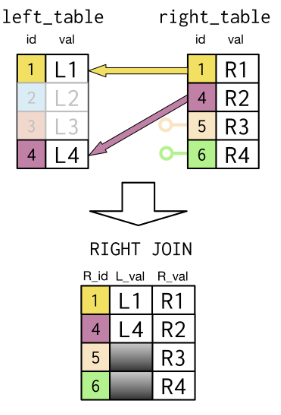 left_table right_table
id val id val
1 L1 1 R1
2 L2 4 R2
3 L3 5 R3
4 L4 6 R4
RIGHT JOIN
R_id L_val R_val
1 L1 R1
4 L4 R2
5 R3
6 R4